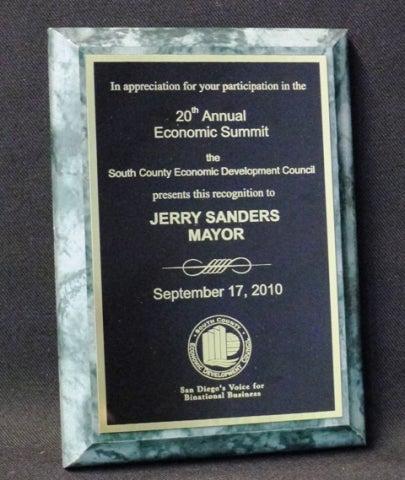 In appreciation for your participation in the
20th Annual
Economic Summit
the
South County Economic Development Council
presents this recognition to
JERRY SANDERS
MAYOR
September 17, 2010
SOUTH COUNTY
ECONOMIC DEVELOPMENT COUNCIL
San Diego's Voice for
Binational Business